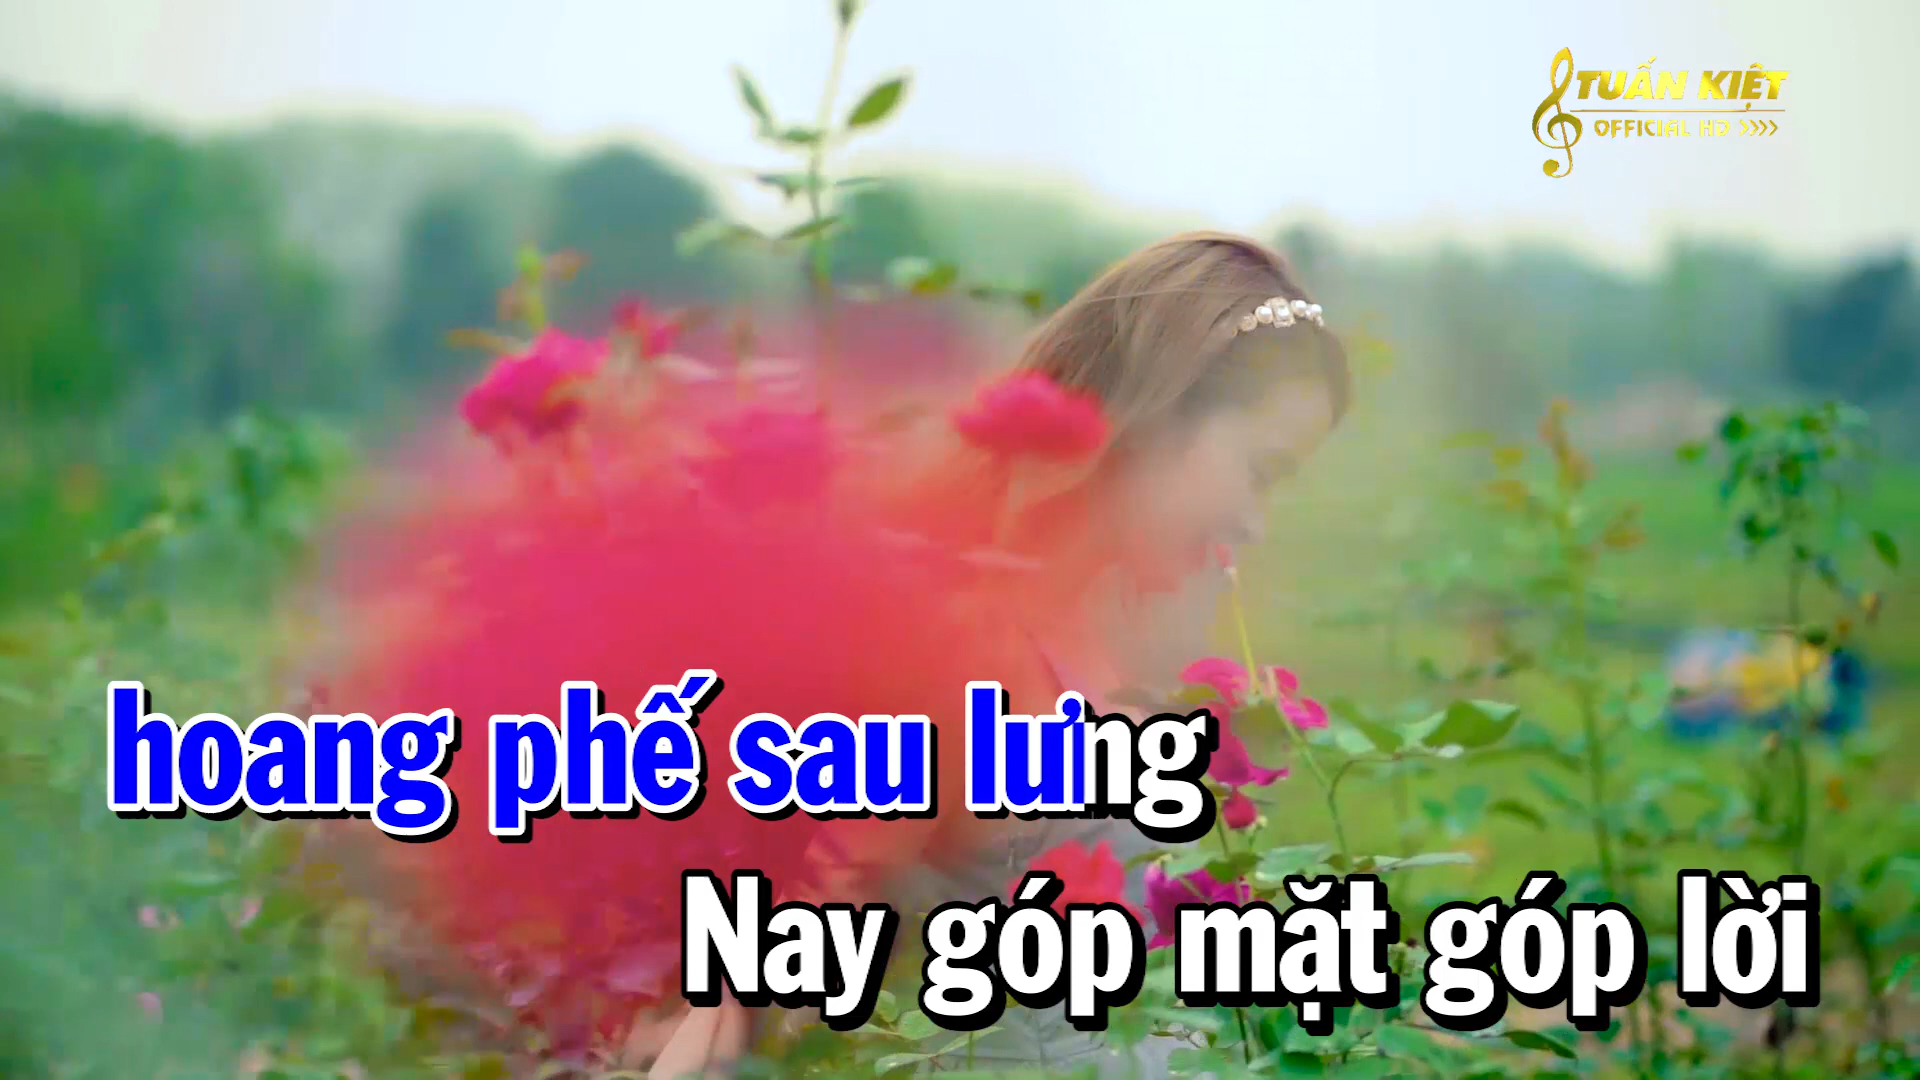 TUẤN KIỆT
OFFICIAL HD >>>>
hoang phế sau lưng
Nay góp mặt góp lời